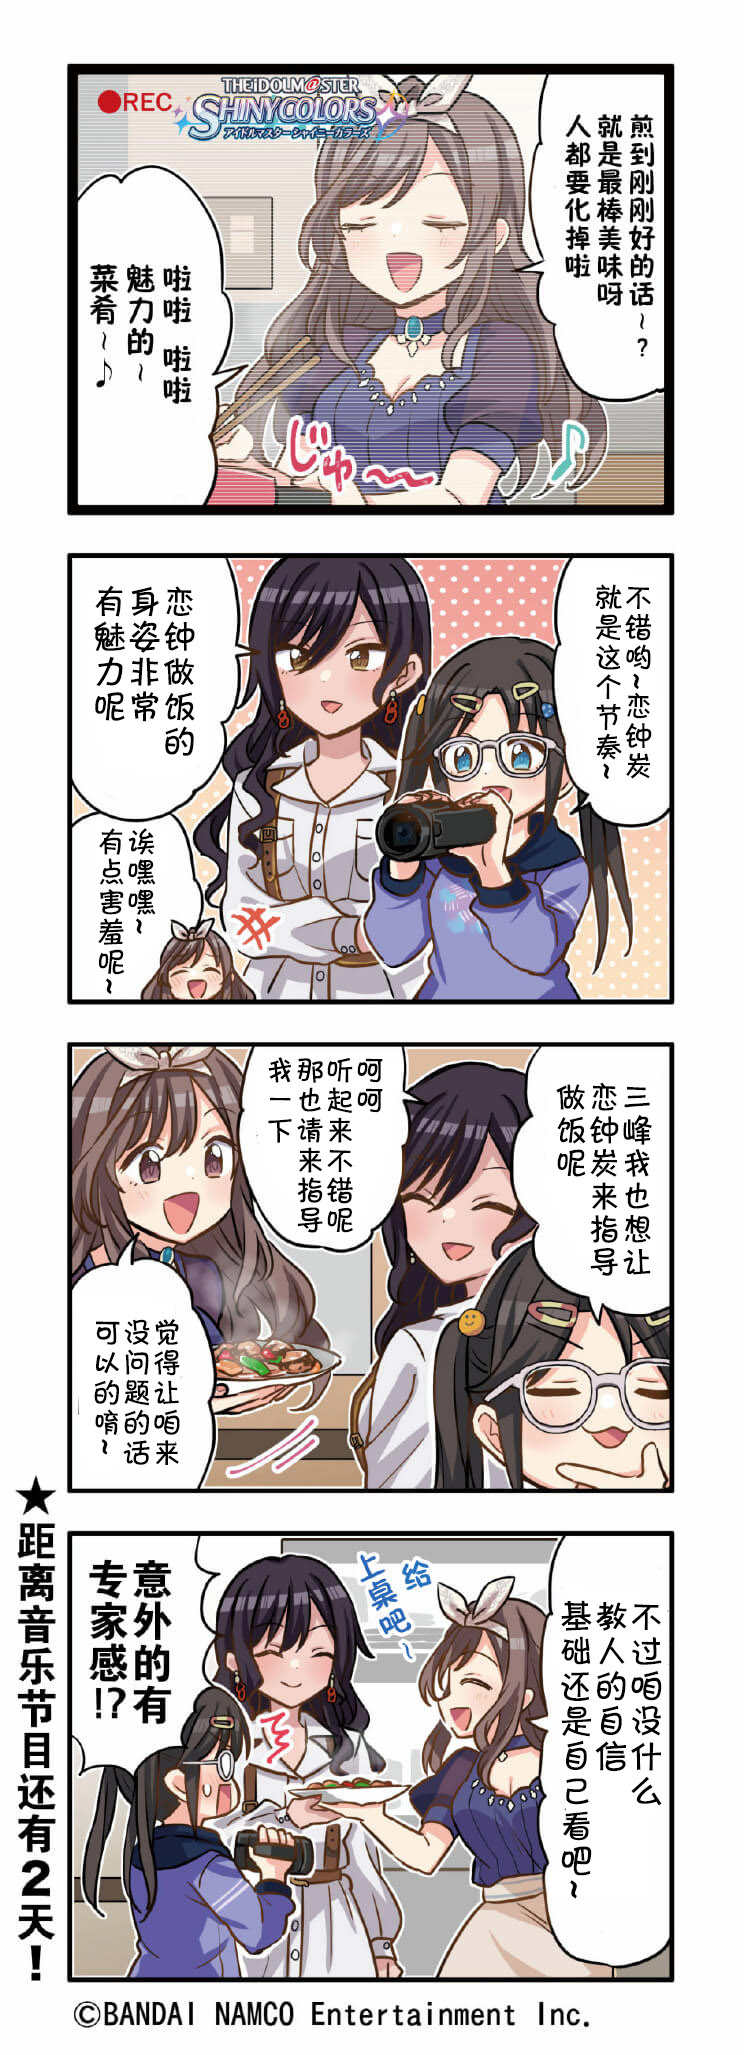 ●REC
THE iDOLM@STER
SHINYCOLORS
アイドルマスター シャイニーカラーズ
煎到刚刚好的话~?
就是最棒美味呀
人都要化掉啦
啦啦 啦啦
魅力的~
菜肴~♪
じゅ~~
♪
不错哟~恋钟炭
就是这个节奏~
恋钟做饭的
身姿非常
有魅力呢
诶嘿嘿~
有点害羞呢~
三峰我也想让
恋钟炭来指导
做饭呢
呵呵
听起来不错呢
那也请来指导
我一下
觉得让咱来
没问题的话
可以的唷~
不过咱没什么
教人的自信
基础还是自己看吧~
给
上桌吧~
意外的有
专家感!?
★距离音乐节目还有2天!
©BANDAI NAMCO Entertainment Inc.